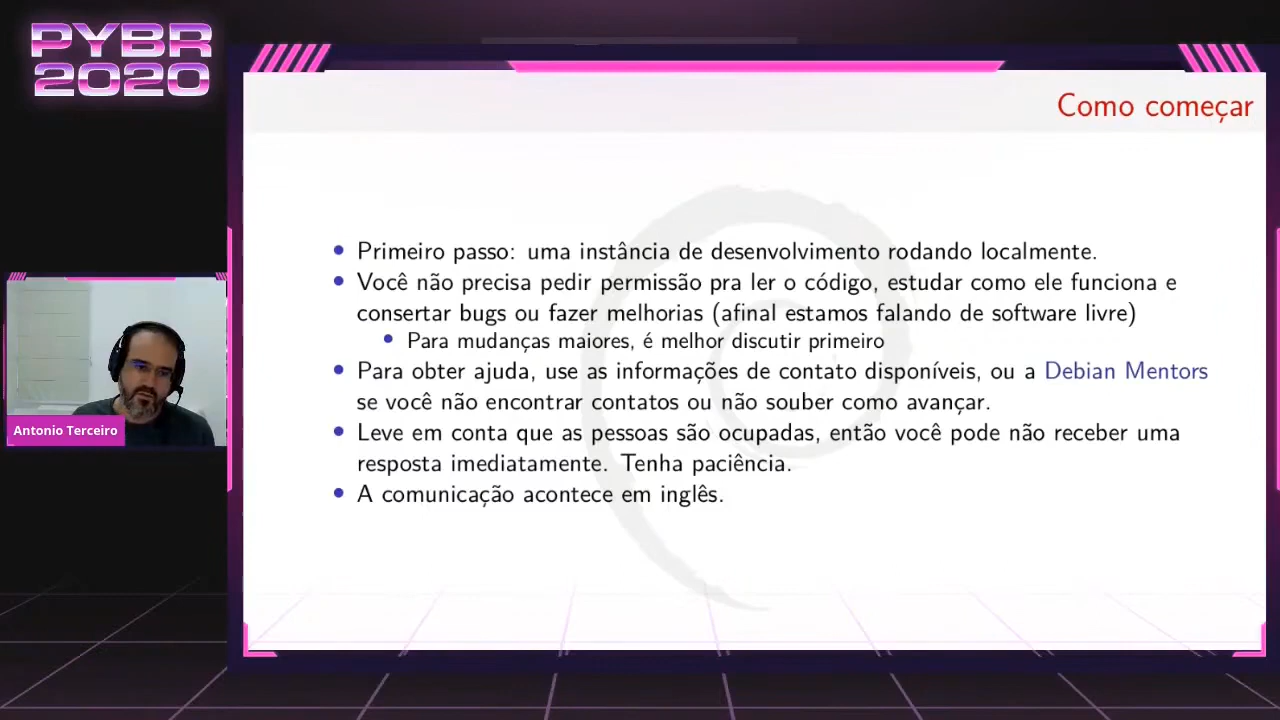 PYBR
2020
Como começar
• Primeiro passo: uma instância de desenvolvimento rodando localmente.
• Você não precisa pedir permissão pra ler o código, estudar como ele funciona e
consertar bugs ou fazer melhorias (afinal estamos falando de software livre)
• Para mudanças maiores, é melhor discutir primeiro
• Para obter ajuda, use as informações de contato disponíveis, ou a Debian Mentors
se você não encontrar contatos ou não souber como avançar.
• Leve em conta que as pessoas são ocupadas, então você pode não receber uma
resposta imediatamente. Tenha paciência.
• A comunicação acontece em inglês.
Antonio Terceiro